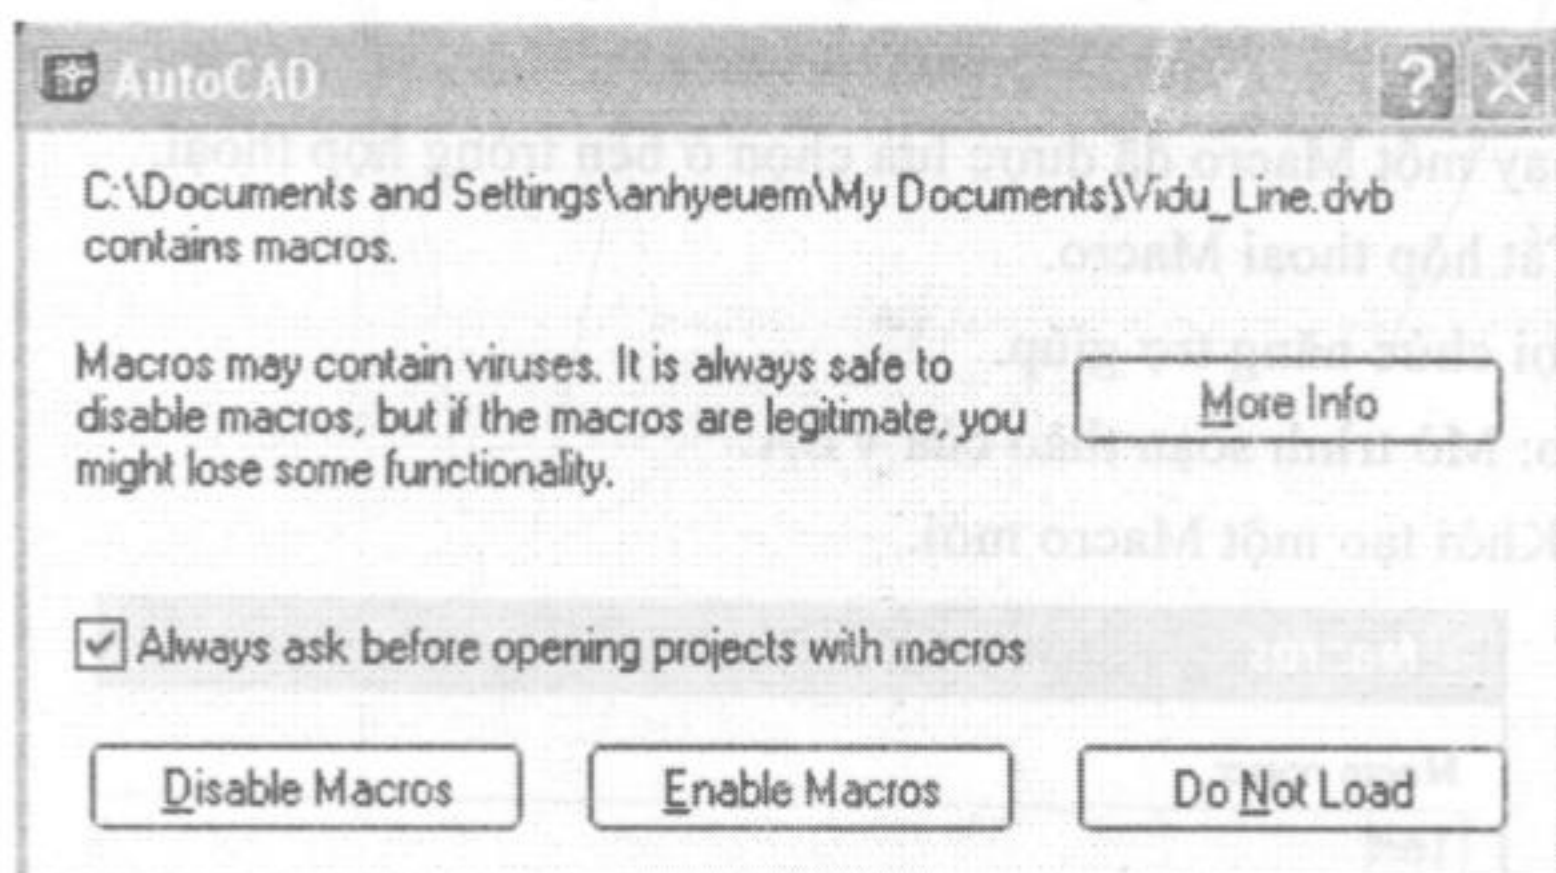 AutoCAD
C:\Documents and Settings\anhyeuem\My Documents\Vidu_Line.dvb
contains macros.
Macros may contain viruses. It is always safe to
disable macros, but if the macros are legitimate, you
might lose some functionality.
More Info
Always ask before opening projects with macros
Disable Macros
Enable Macros
Do Not Load